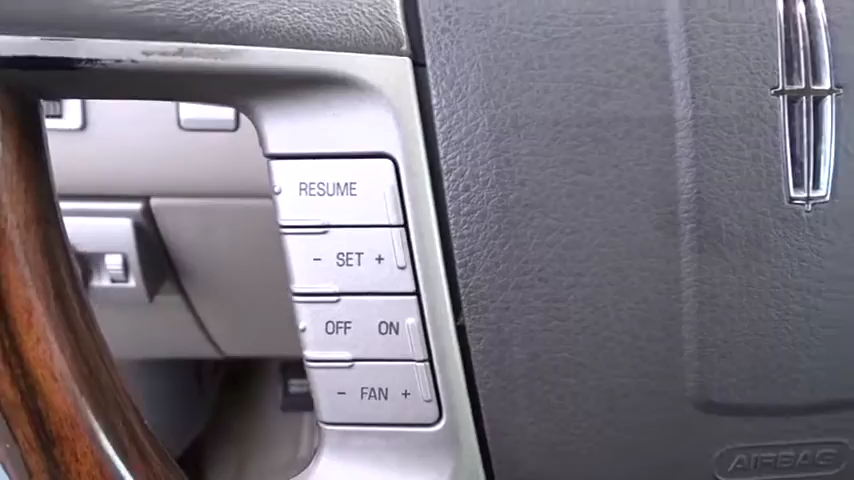 RESUME
- SET +
OFF ON
- FAN +
AIRBAG